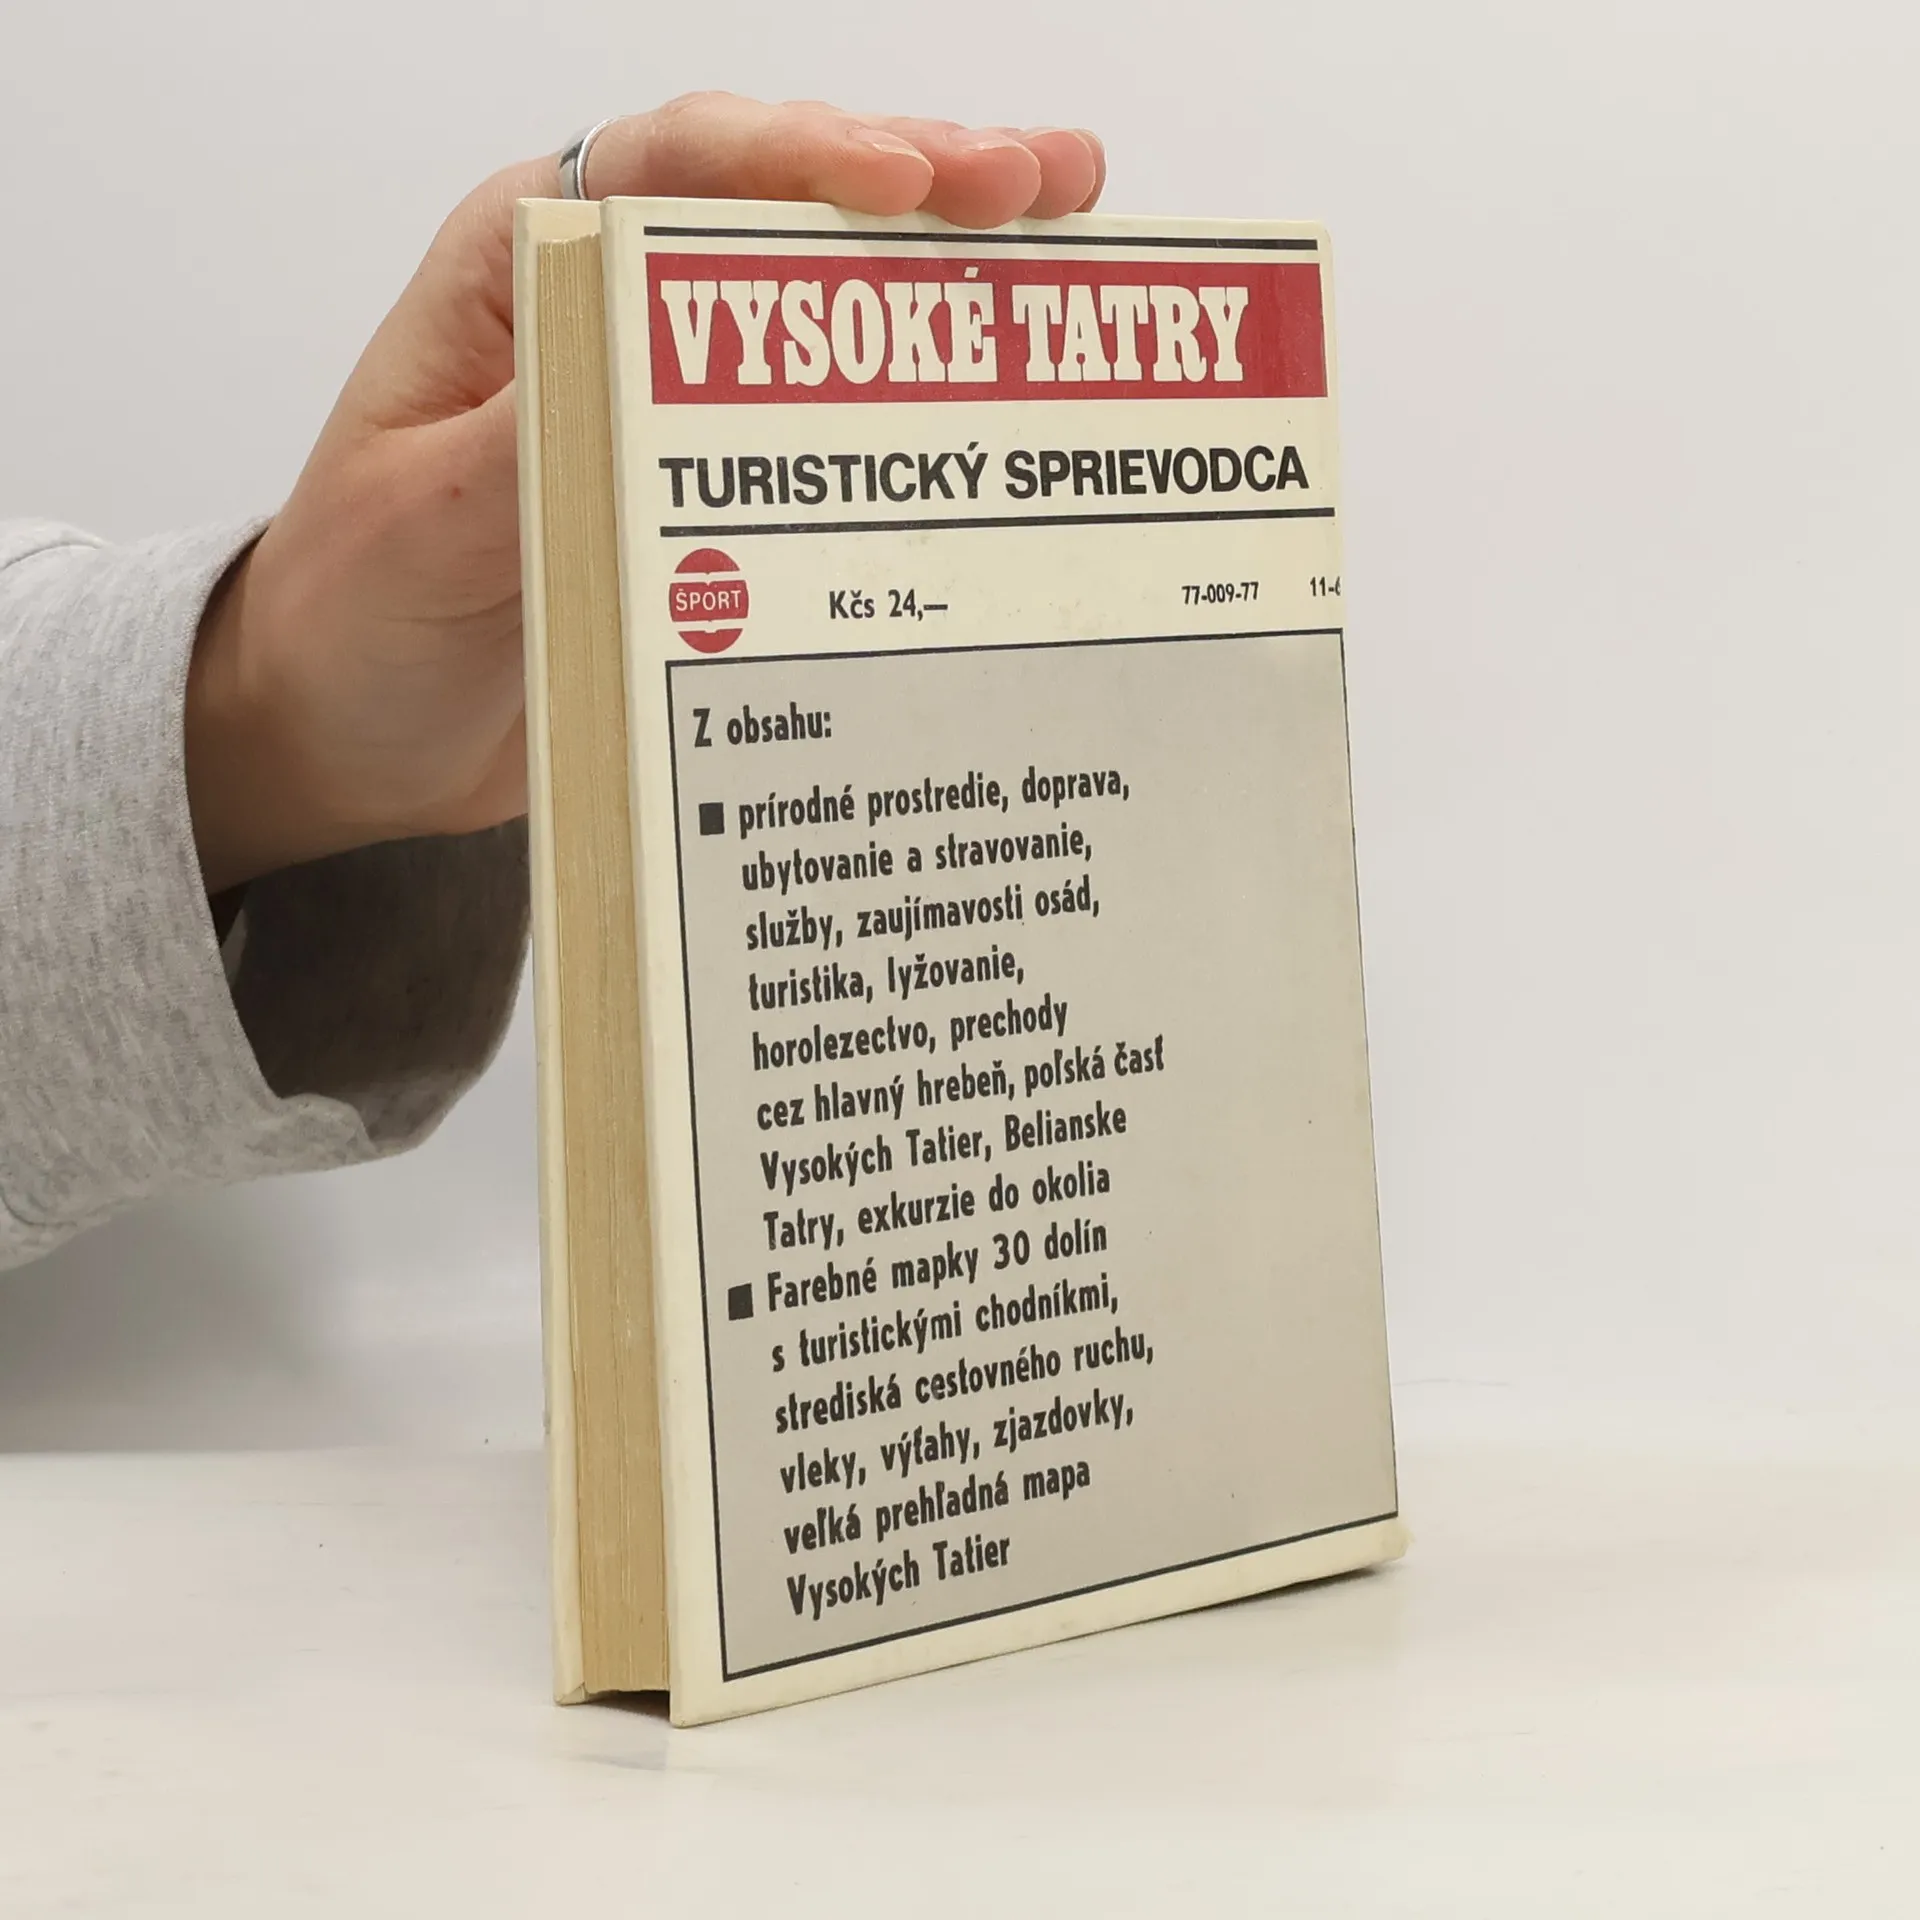 VYSOKÉ TATRY
TURISTICKÝ SPRIEVODCA
ŠPORT
Kčs 24,—
77-009-77
Z obsahu:
■ prírodné prostredie, doprava,
ubytovanie a stravovanie,
služby, zaujímavosti osád,
turistika, lyžovanie,
horolezectvo, prechody
cez hlavný hrebeň, poľská časť
Vysokých Tatier, Belianske
Tatry, exkurzie do okolia
■ Farebné mapky 30 dolín
s turistickými chodníkmi,
strediská cestovného ruchu,
vleky, výťahy, zjazdovky,
veľká prehľadná mapa
Vysokých Tatier